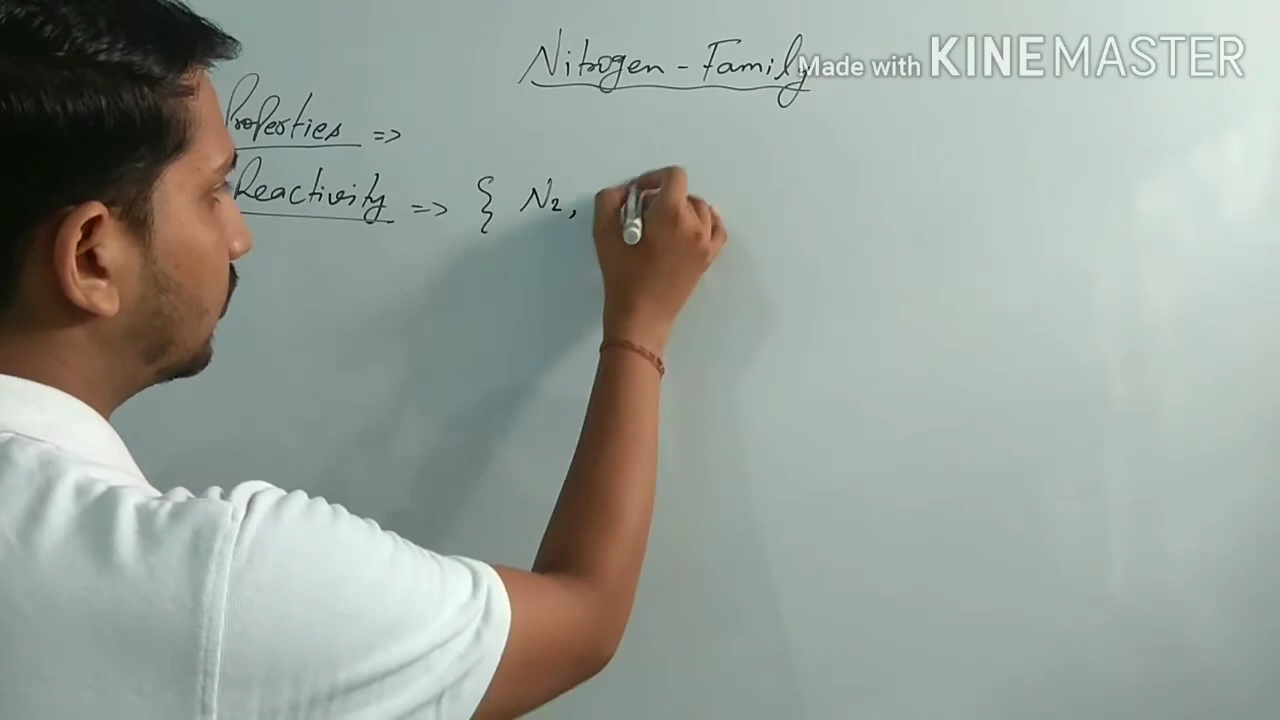 Nitrogen - Family
Made with KINEMASTER
Properties =>
Reactivity => { N2,